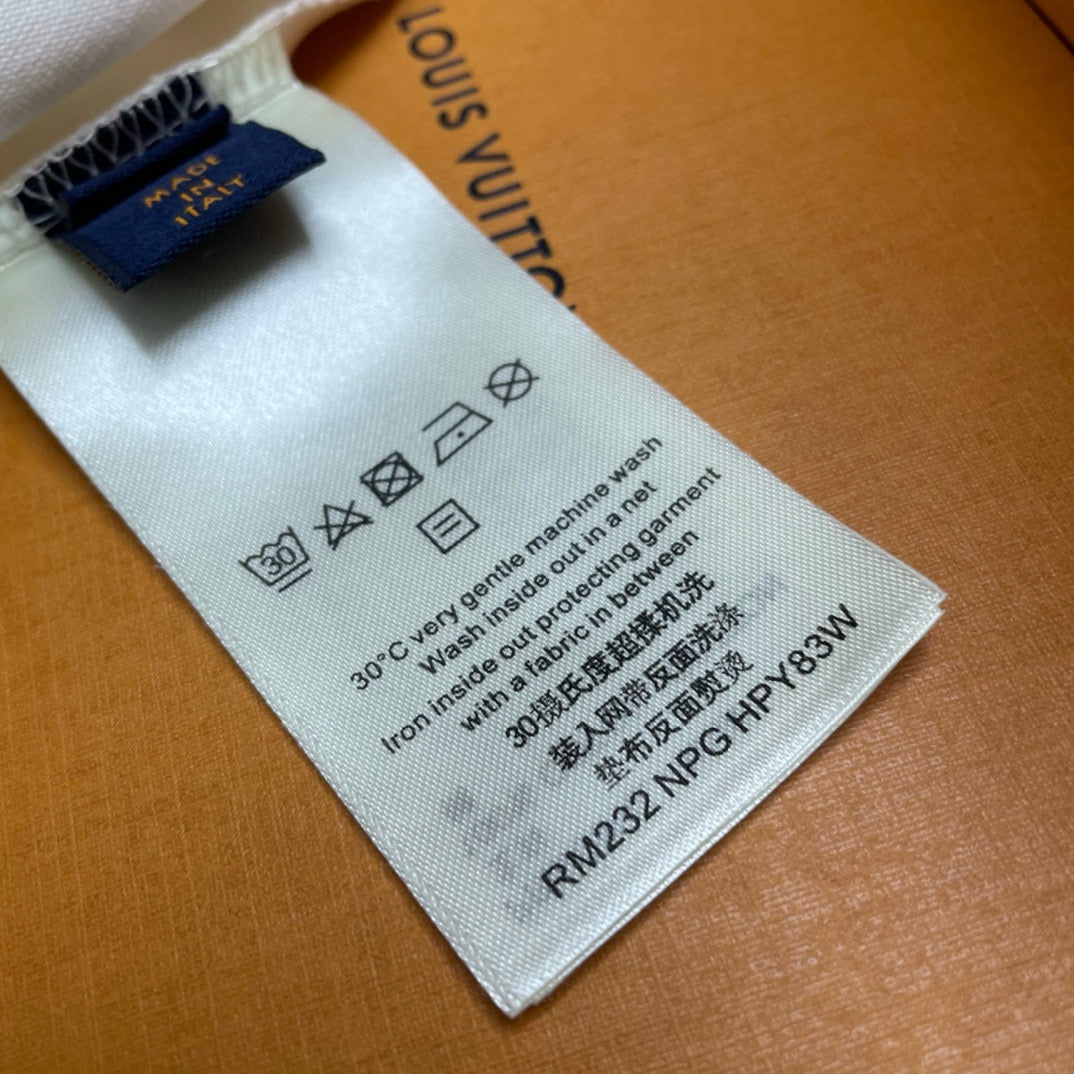 LOUIS VUITTO
MADE
IN
ITALY
30
30°C very gentle machine wash
Wash inside out in a net
Iron inside out protecting garment
with a fabric in between
30摄氏度超揉机洗
装入网带反面洗涤
垫布反面熨烫
RM232 NPG HPY83W